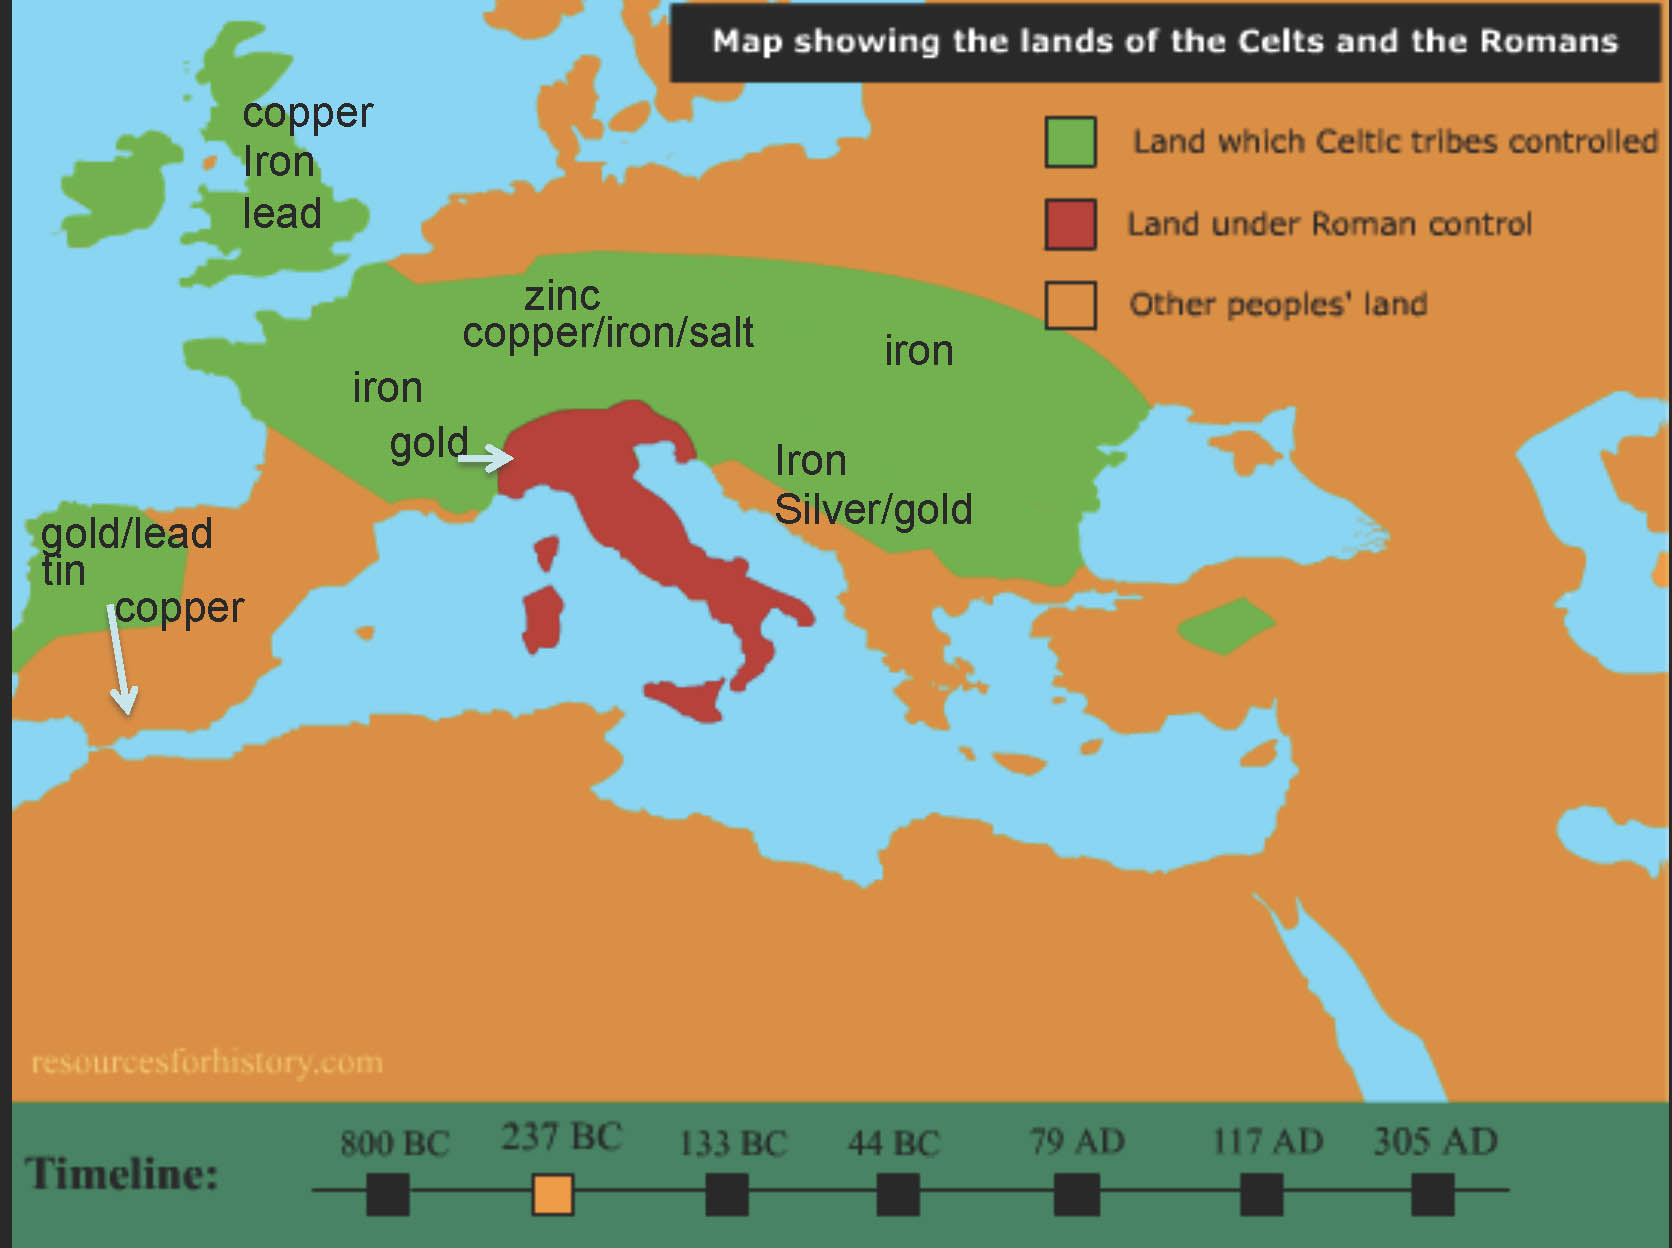 Map showing the lands of the Celts and the Romans
Land which Celtic tribes controlled
Land under Roman control
Other peoples' land
copper
Iron
lead
zinc
copper/iron/salt
iron
iron
gold
Iron
Silver/gold
gold/lead
tin
copper
resourcesforhistory.com
Timeline:
800 BC
237 BC
133 BC
44 BC
79 AD
117 AD
305 AD